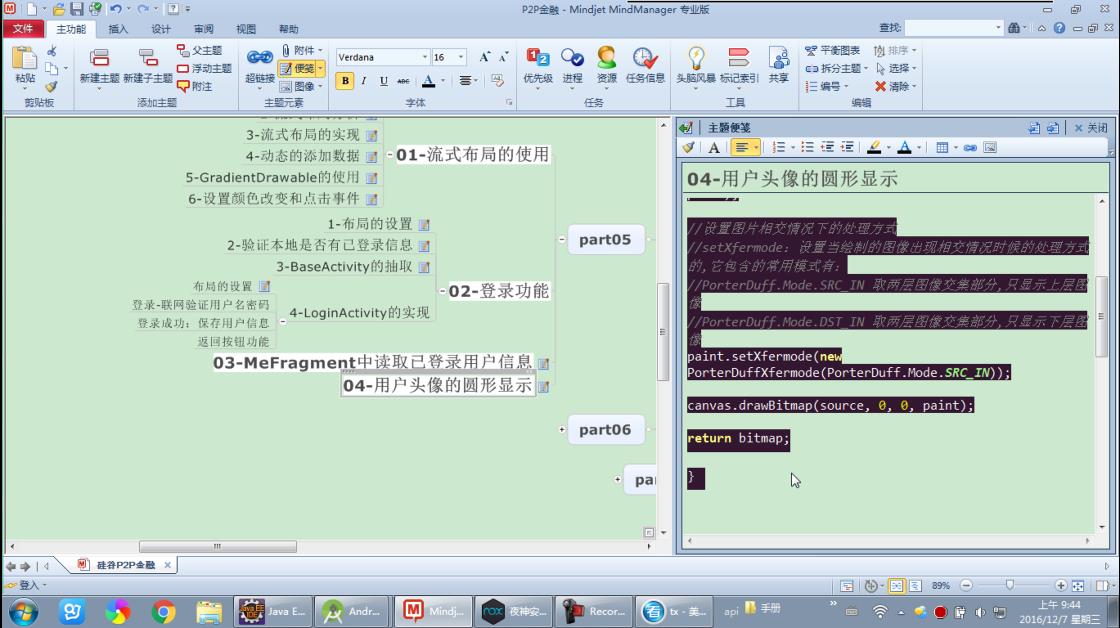 P2P金融 - Mindjet MindManager 专业版
文件 主功能 插入 设计 审阅 视图 帮助 查找:
粘贴 剪贴板
新建主题 新建子主题 父主题 浮动主题 附注 添加主题
超链接 附件 便笺 图像 主题元素
Verdana 16 B I U ABC A 字体
优先级 进程 资源 任务信息 任务
头脑风暴 标记索引 共享 工具
平衡图表 拆分主题 编号 排序 选择 清除 编辑
3-流式布局的实现
4-动态的添加数据
5-GradientDrawable的使用
6-设置颜色改变和点击事件
01-流式布局的使用
1-布局的设置
2-验证本地是否有已登录信息
3-BaseActivity的抽取
布局的设置
登录-联网验证用户名密码
登录成功：保存用户信息
返回按钮功能
4-LoginActivity的实现
02-登录功能
03-MeFragment中读取已登录用户信息
04-用户头像的圆形显示
part05
part06
pa
主题便笺 关闭
04-用户头像的圆形显示
//设置图片相交情况下的处理方式
//setXfermode：设置当绘制的图像出现相交情况时候的处理方式
的,它包含的常用模式有：
//PorterDuff.Mode.SRC_IN 取两层图像交集部分,只显示上层图
像
//PorterDuff.Mode.DST_IN 取两层图像交集部分,只显示下层图
像
paint.setXfermode(new
PorterDuffXfermode(PorterDuff.Mode.SRC_IN));
canvas.drawBitmap(source, 0, 0, paint);
return bitmap;
}
硅谷P2P金融
登入 89%
Java E... Andr... Mindj... 夜神安... Recor... tx - 美... api 手册
上午 9:44
2016/12/7 星期三